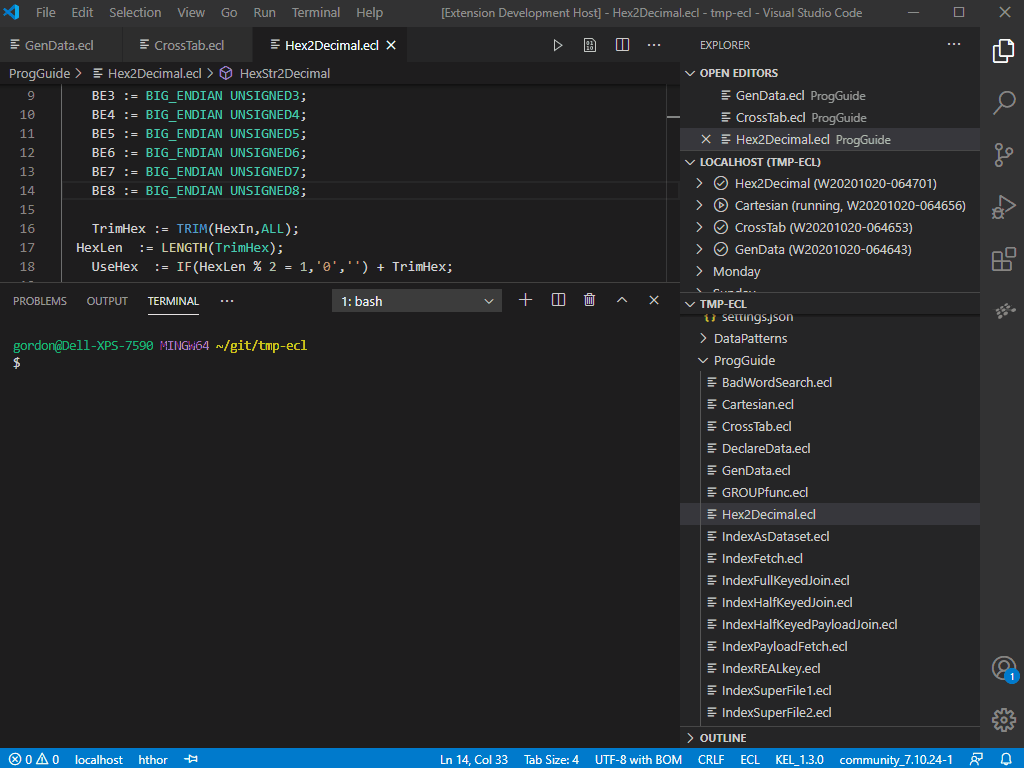 File Edit Selection View Go Run Terminal Help [Extension Development Host] - Hex2Decimal.ecl - tmp-ecl - Visual Studio Code
GenData.ecl CrossTab.ecl Hex2Decimal.ecl
ProgGuide > Hex2Decimal.ecl > HexStr2Decimal
9 BE3 := BIG_ENDIAN UNSIGNED3;
10 BE4 := BIG_ENDIAN UNSIGNED4;
11 BE5 := BIG_ENDIAN UNSIGNED5;
12 BE6 := BIG_ENDIAN UNSIGNED6;
13 BE7 := BIG_ENDIAN UNSIGNED7;
14 BE8 := BIG_ENDIAN UNSIGNED8;
15
16 TrimHex := TRIM(HexIn,ALL);
17 HexLen := LENGTH(TrimHex);
18 UseHex := IF(HexLen % 2 = 1,'0','') + TrimHex;
PROBLEMS OUTPUT TERMINAL ··· 1: bash
gordon@Dell-XPS-7590 MINGW64 ~/git/tmp-ecl
$
EXPLORER
OPEN EDITORS
GenData.ecl ProgGuide
CrossTab.ecl ProgGuide
Hex2Decimal.ecl ProgGuide
LOCALHOST (TMP-ECL)
Hex2Decimal (W20201020-064701)
Cartesian (running, W20201020-064656)
CrossTab (W20201020-064653)
GenData (W20201020-064643)
Monday
Sunday
TMP-ECL
settings.json
DataPatterns
ProgGuide
BadWordSearch.ecl
Cartesian.ecl
CrossTab.ecl
DeclareData.ecl
GenData.ecl
GROUPfunc.ecl
Hex2Decimal.ecl
IndexAsDataset.ecl
IndexFetch.ecl
IndexFullKeyedJoin.ecl
IndexHalfKeyedJoin.ecl
IndexHalfKeyedPayloadJoin.ecl
IndexPayloadFetch.ecl
IndexREALkey.ecl
IndexSuperFile1.ecl
IndexSuperFile2.ecl
OUTLINE
1
0 0 localhost hthor Ln 14, Col 33 Tab Size: 4 UTF-8 with BOM CRLF ECL KEL_1.3.0 community_7.10.24-1